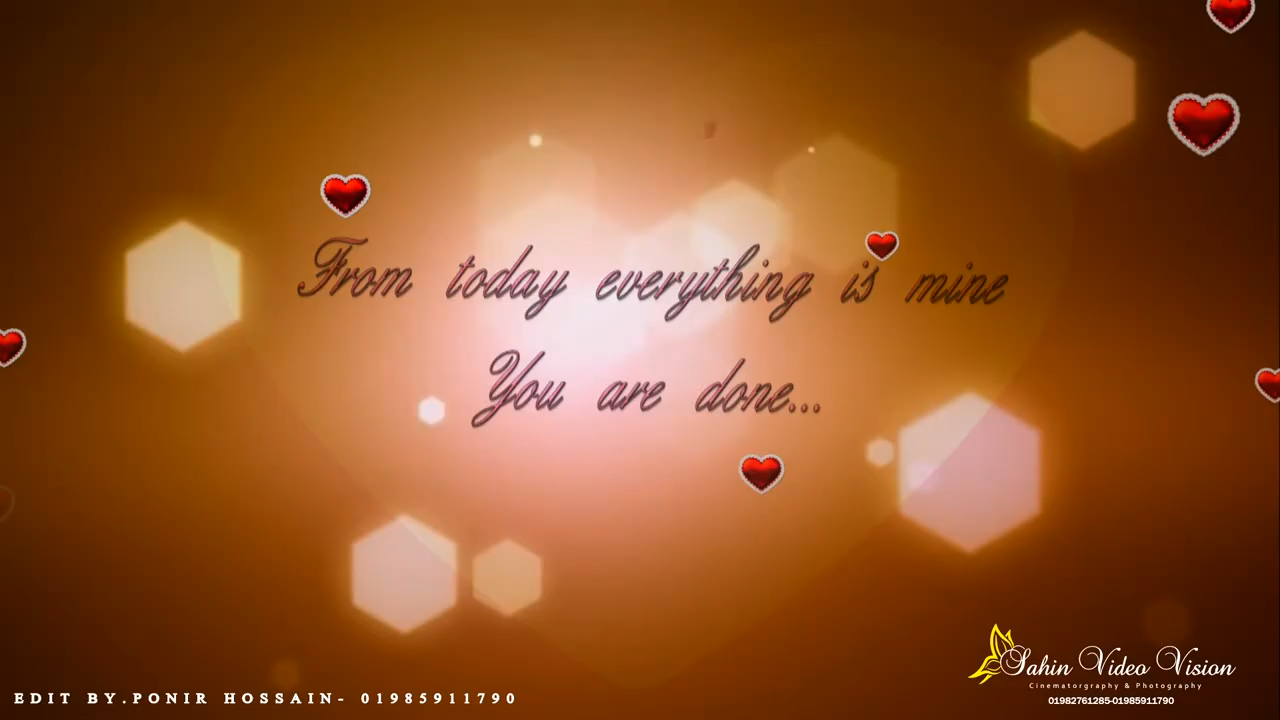 From today everything is mine
You are done...
Sahin Video Vision
Cinematorgraphy & Photography
01982761285-01985911790
EDIT BY.PONIR HOSSAIN- 01985911790